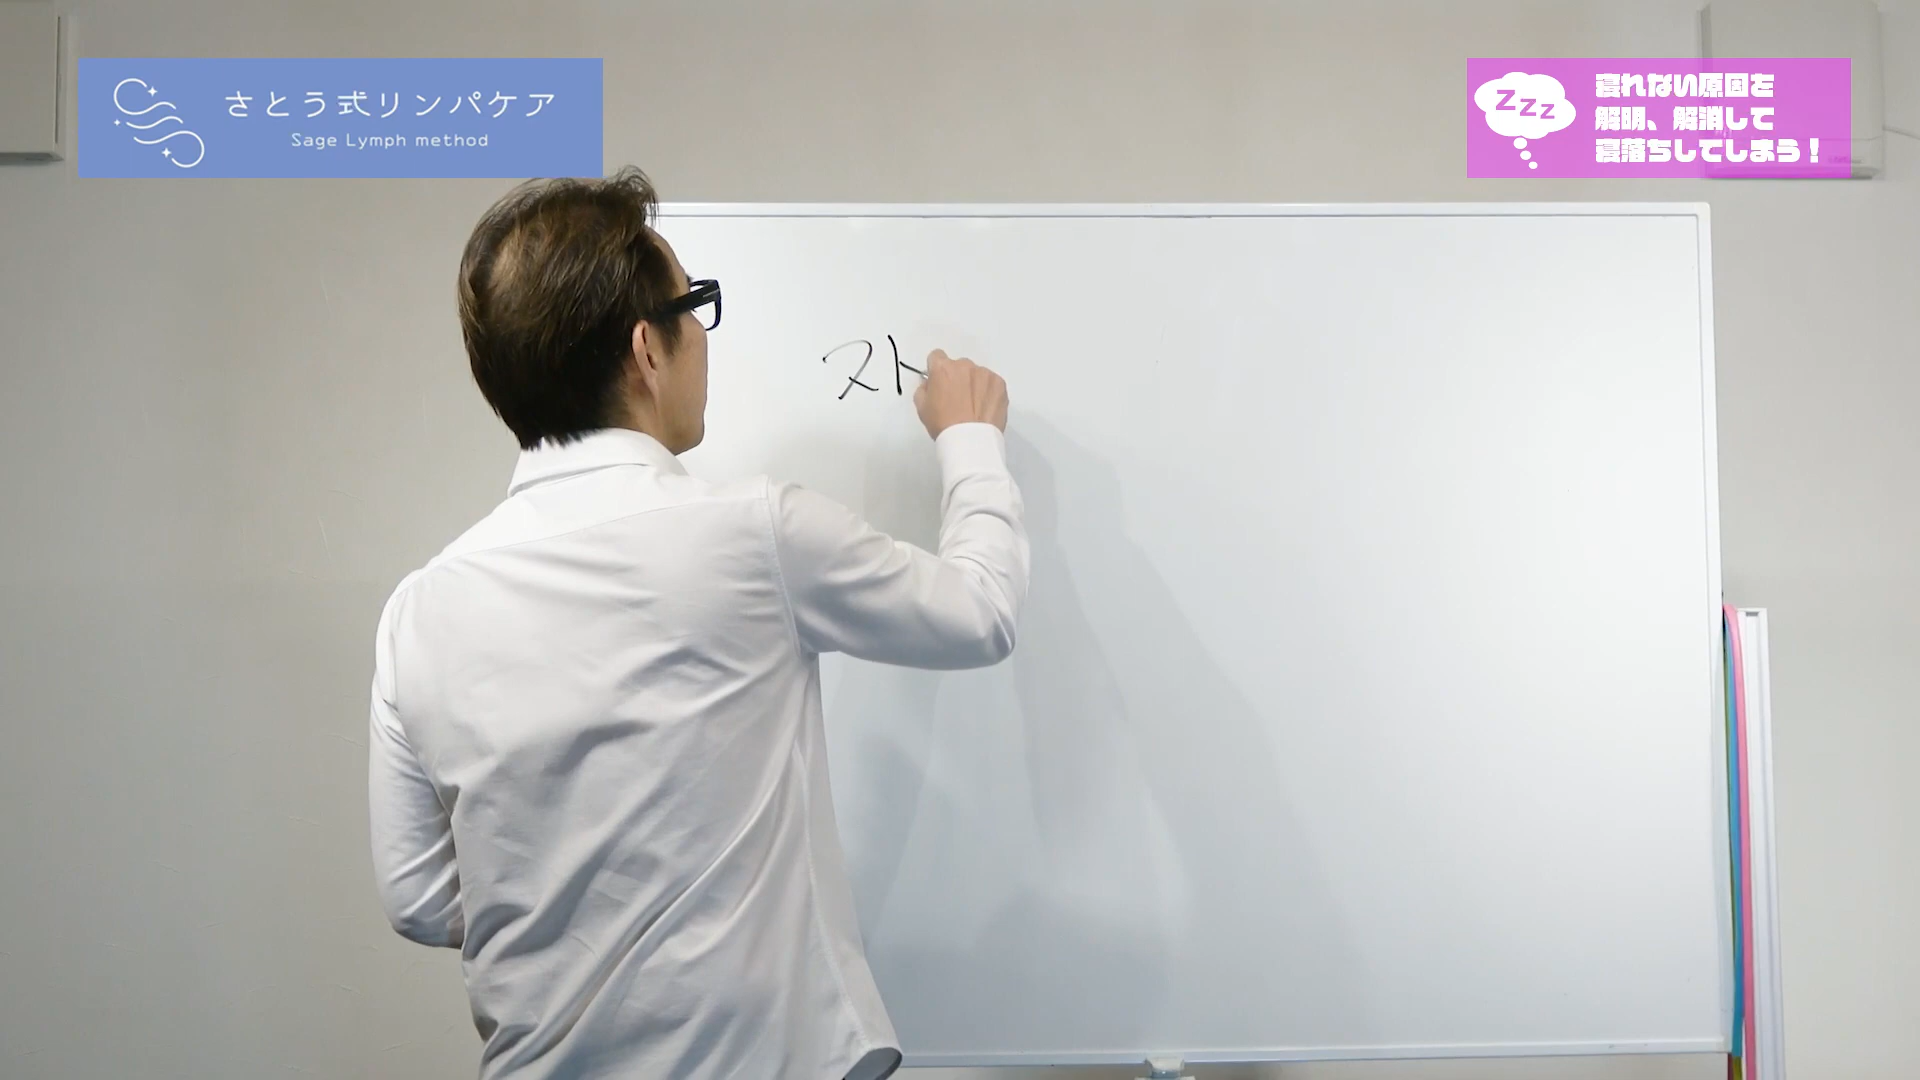 さとう式リンパケア
Sage Lymph method
zzz
寝れない原因を
解明、解消して
寝落ちしてしまう!
スト